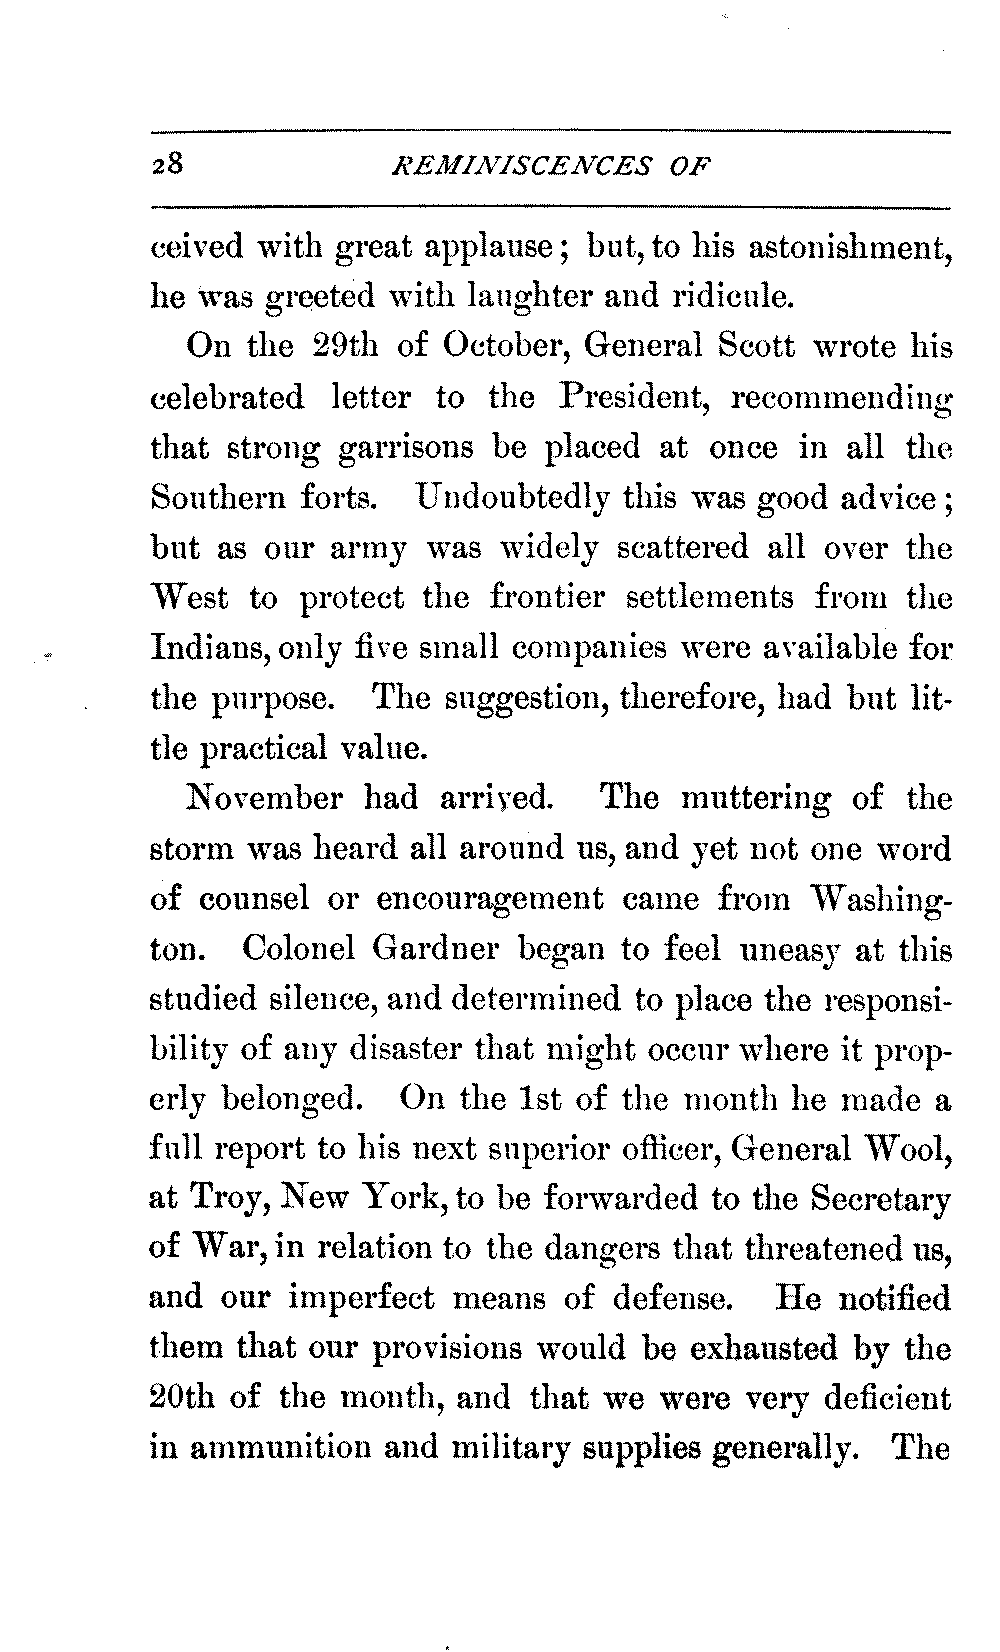 28 REMINISCENCES OF
ceived with great applause; but, to his astonishment,
he was greeted with laughter and ridicule.
On the 29th of October, General Scott wrote his
celebrated letter to the President, recommending
that strong garrisons be placed at once in all the
Southern forts. Undoubtedly this was good advice;
but as our army was widely scattered all over the
West to protect the frontier settlements from the
Indians, only five small companies were available for
the purpose. The suggestion, therefore, had but lit-
tle practical value.
November had arrived. The muttering of the
storm was heard all around us, and yet not one word
of counsel or encouragement came from Washing-
ton. Colonel Gardner began to feel uneasy at this
studied silence, and determined to place the responsi-
bility of any disaster that might occur where it prop-
erly belonged. On the 1st of the month he made a
full report to his next superior officer, General Wool,
at Troy, New York, to be forwarded to the Secretary
of War, in relation to the dangers that threatened us,
and our imperfect means of defense. He notified
them that our provisions would be exhausted by the
20th of the month, and that we were very deficient
in ammunition and military supplies generally. The